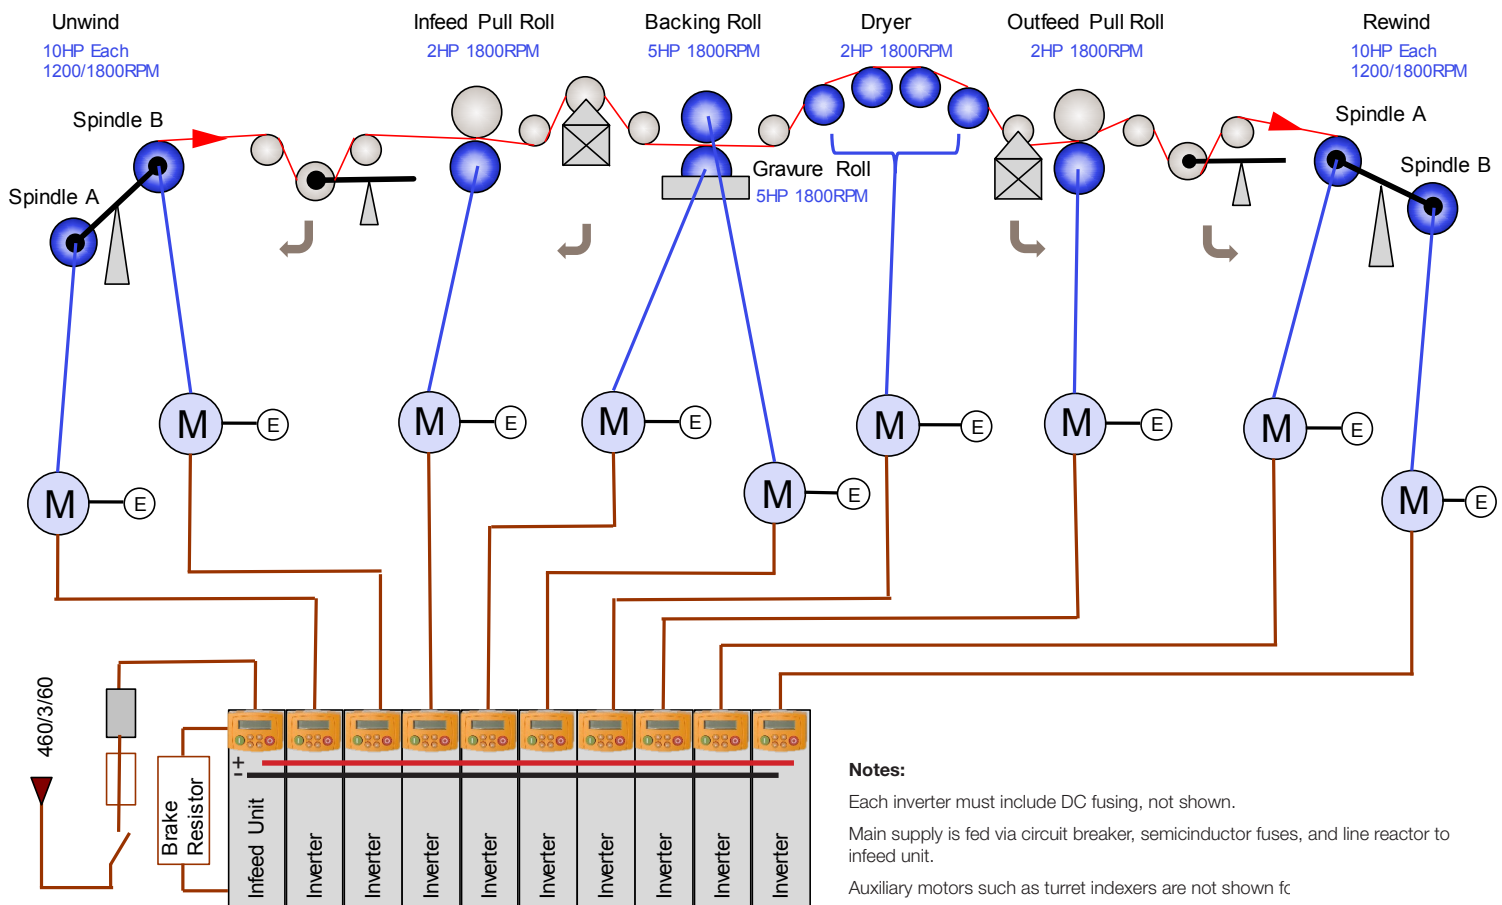 Unwind
10HP Each
1200/1800RPM
Infeed Pull Roll
2HP 1800RPM
Backing Roll
5HP 1800RPM
Dryer
2HP 1800RPM
Outfeed Pull Roll
2HP 1800RPM
Rewind
10HP Each
1200/1800RPM
Spindle B
Spindle A
Gravure Roll
5HP 1800RPM
Spindle A
Spindle B
M
E
M
E
M
E
M
E
M
E
M
E
M
E
M
E
M
E
460/3/60
Brake
Resistor
+
-
Infeed Unit
Inverter
Inverter
Inverter
Inverter
Inverter
Inverter
Inverter
Inverter
Inverter
Notes:
Each inverter must include DC fusing, not shown.
Main supply is fed via circuit breaker, semicinductor fuses, and line reactor to
infeed unit.
Auxiliary motors such as turret indexers are not shown